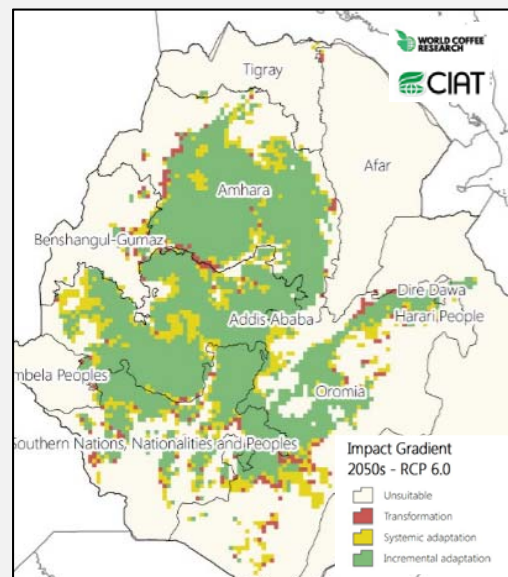 WORLD COFFEE
RESEARCH
CIAT
Tigray
Afar
Amhara
Benshangul-Gumaz
Dire Dawa
Harari People
Addis Ababa
mbela Peoples
Oromia
Southern Nations, Nationalities and Peoples
Impact Gradient
2050s - RCP 6.0
Unsuitable
Transformation
Systemic adaptation
Incremental adaptation